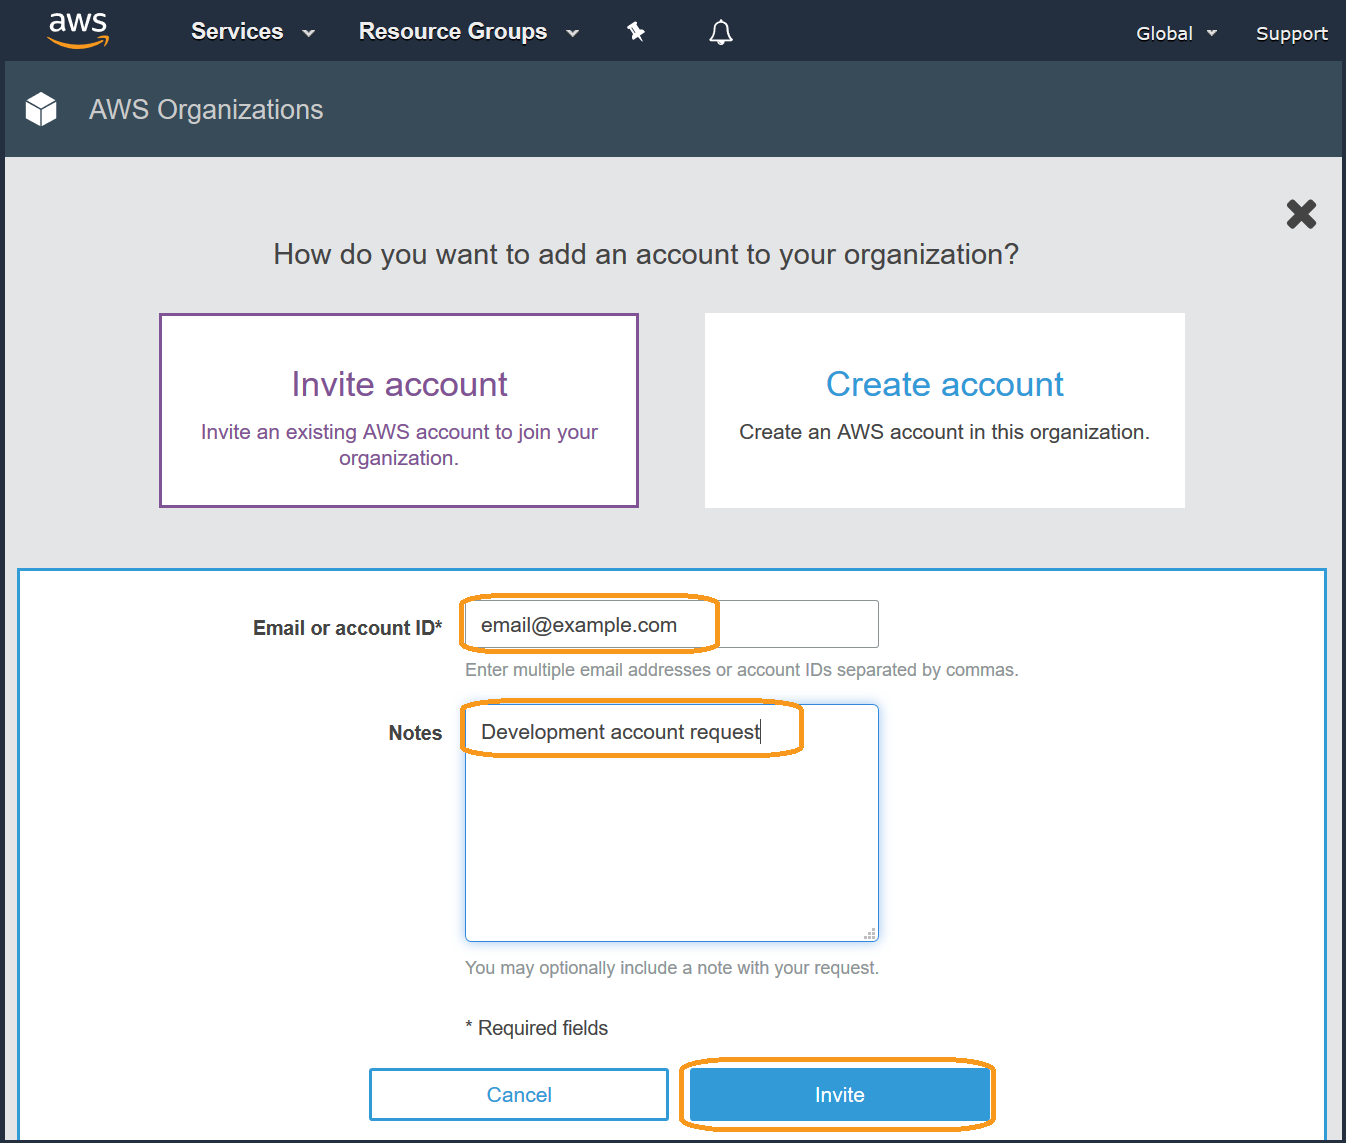 aws Services Resource Groups Global Support
AWS Organizations
How do you want to add an account to your organization?
Invite account
Invite an existing AWS account to join your
organization.
Create account
Create an AWS account in this organization.
Email or account ID* email@example.com
Enter multiple email addresses or account IDs separated by commas.
Notes Development account request
You may optionally include a note with your request.
* Required fields
Cancel Invite